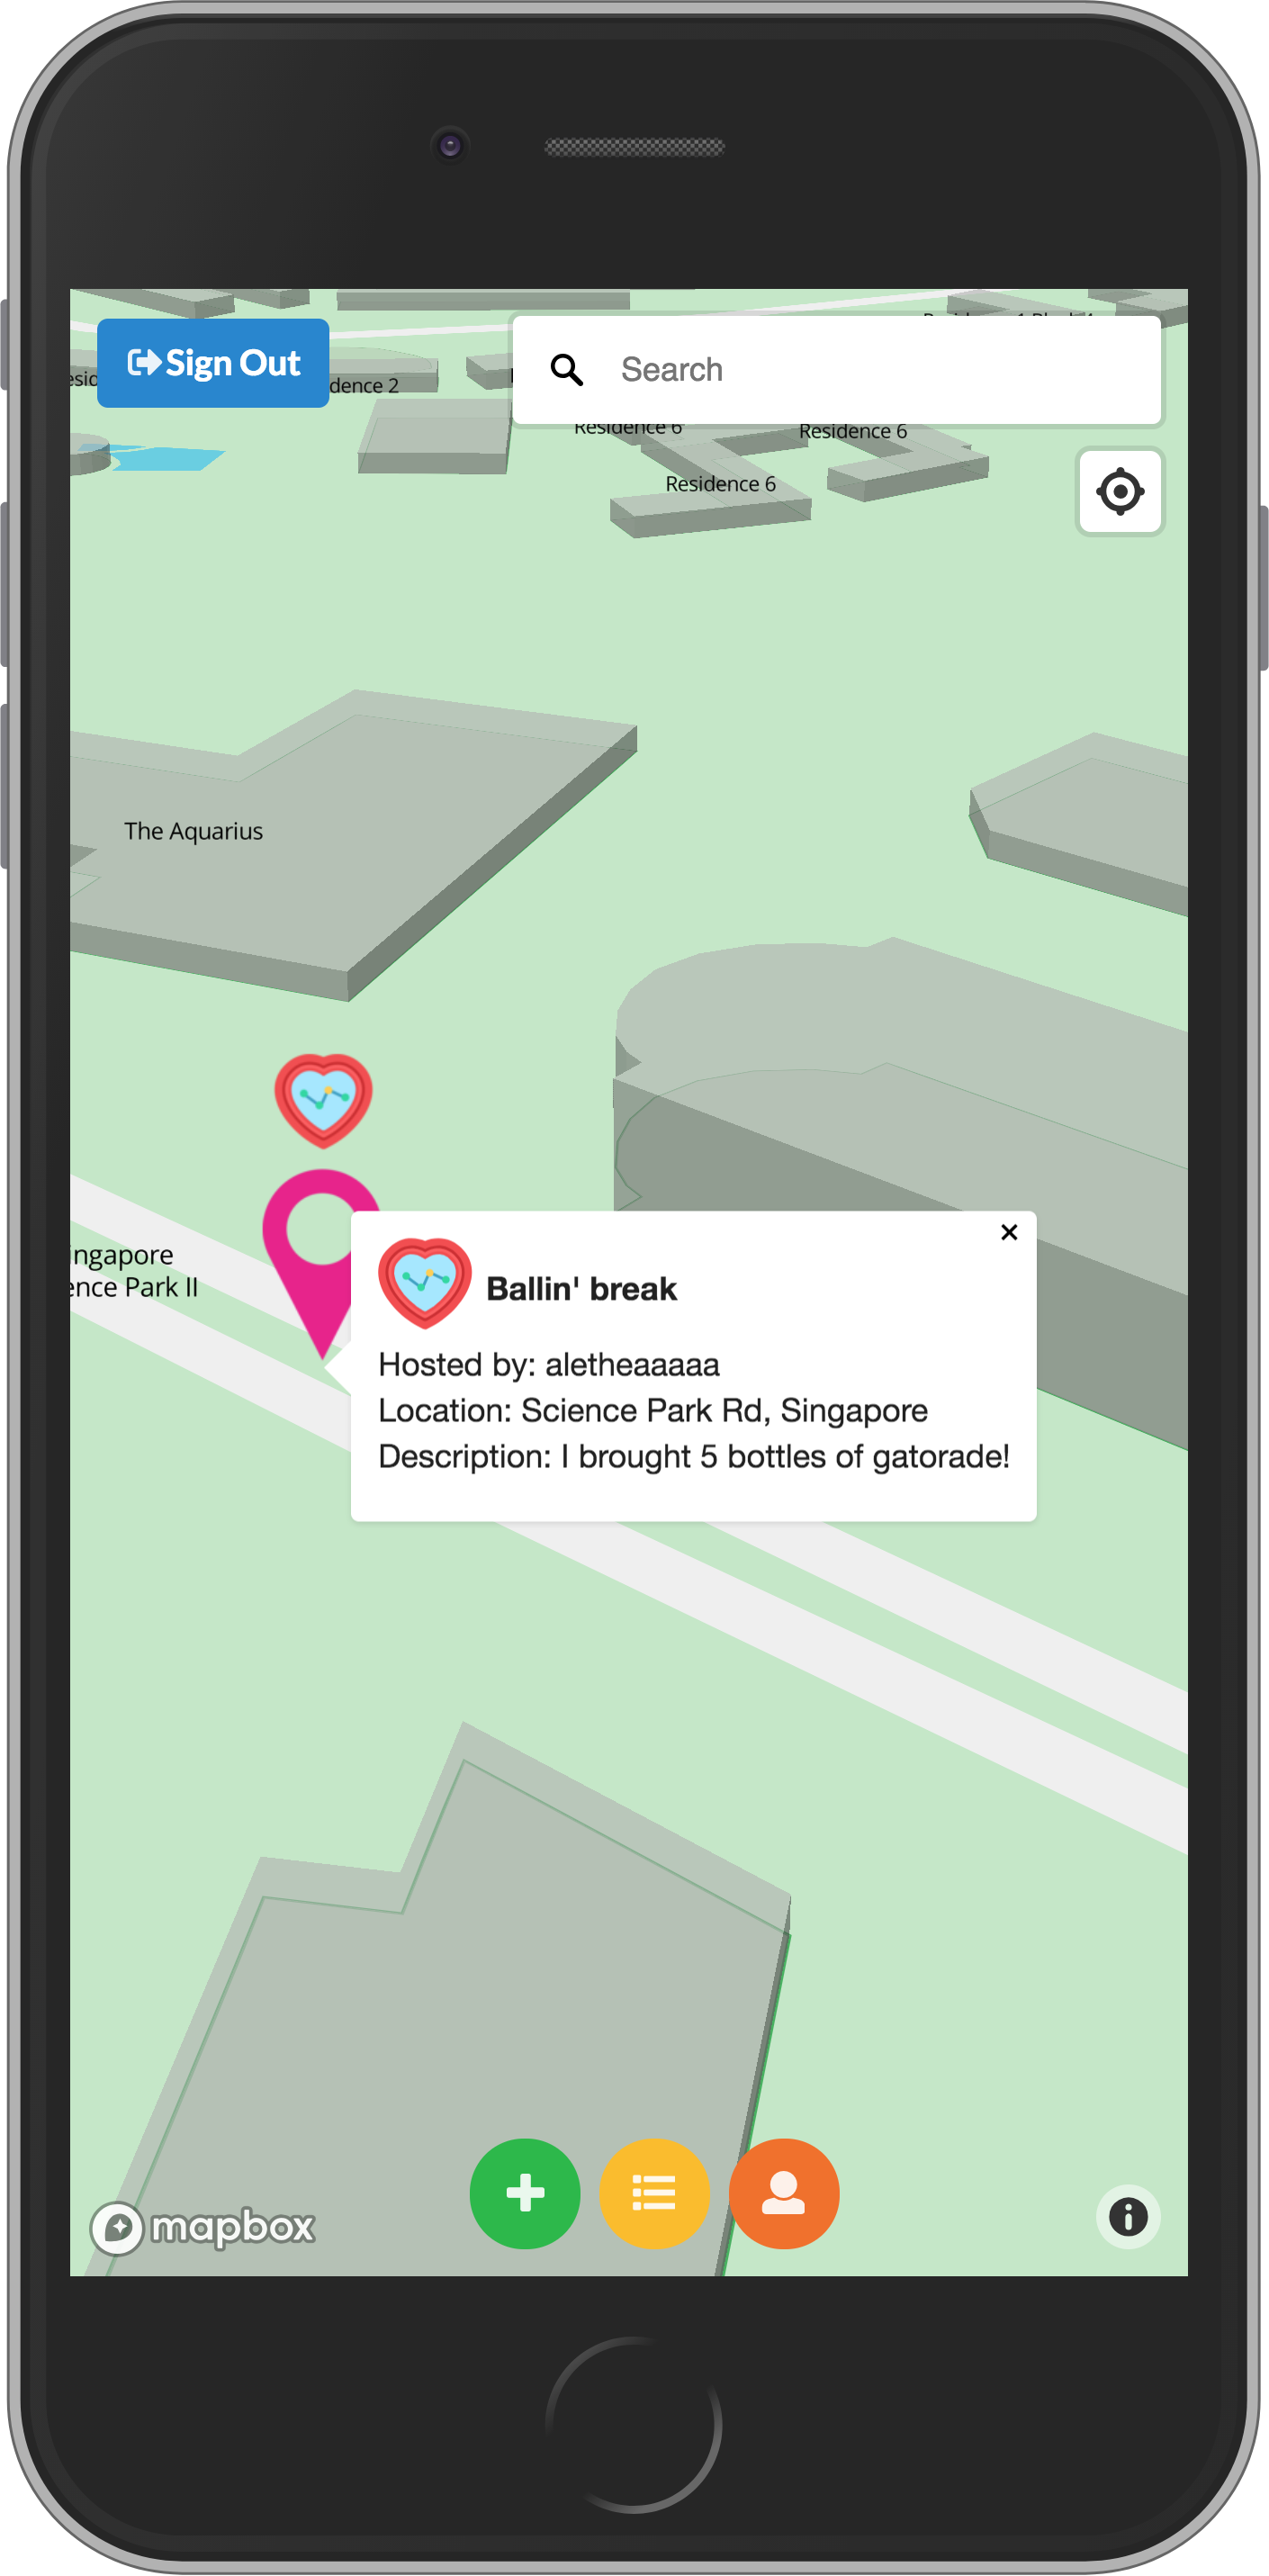 Sign Out
Search
dence 2
Residence 6
Residence 6
Residence 6
The Aquarius
ingapore
ence Park II
Ballin' break
Hosted by: aletheaaaaa
Location: Science Park Rd, Singapore
Description: I brought 5 bottles of gatorade!
mapbox